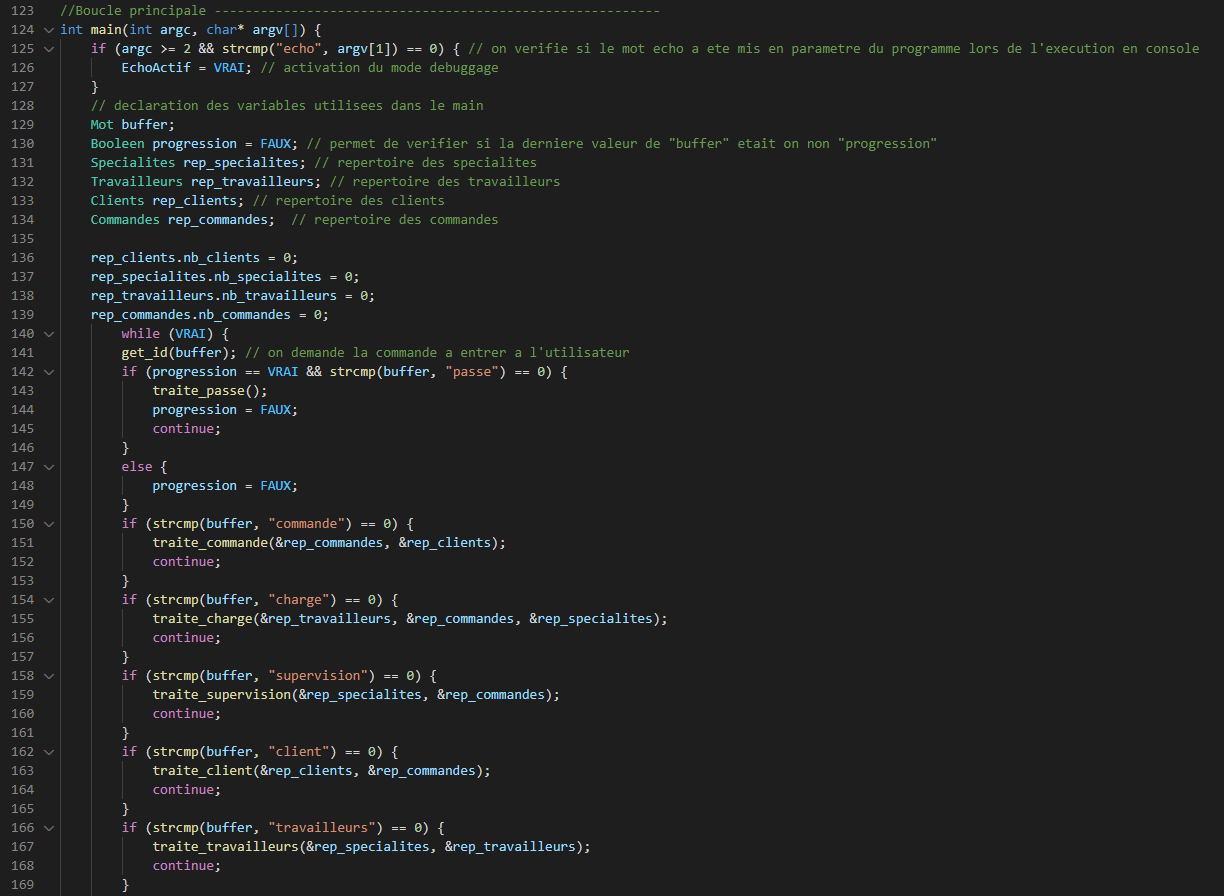 123 //Boucle principale ----------------------------------------------------------
124 int main(int argc, char* argv[]) {
125 if (argc >= 2 && strcmp("echo", argv[1]) == 0) { // on verifie si le mot echo a ete mis en parametre du programme lors de l'execution en console
126 EchoActif = VRAI; // activation du mode debuggage
127 }
128 // declaration des variables utilisees dans le main
129 Mot buffer;
130 Booleen progression = FAUX; // permet de verifier si la derniere valeur de "buffer" etait on non "progression"
131 Specialites rep_specialites; // repertoire des specialites
132 Travailleurs rep_travailleurs; // repertoire des travailleurs
133 Clients rep_clients; // repertoire des clients
134 Commandes rep_commandes;  // repertoire des commandes
135
136 rep_clients.nb_clients = 0;
137 rep_specialites.nb_specialites = 0;
138 rep_travailleurs.nb_travailleurs = 0;
139 rep_commandes.nb_commandes = 0;
140 while (VRAI) {
141 get_id(buffer); // on demande la commande a entrer a l'utilisateur
142 if (progression == VRAI && strcmp(buffer, "passe") == 0) {
143 traite_passe();
144 progression = FAUX;
145 continue;
146 }
147 else {
148 progression = FAUX;
149 }
150 if (strcmp(buffer, "commande") == 0) {
151 traite_commande(&rep_commandes, &rep_clients);
152 continue;
153 }
154 if (strcmp(buffer, "charge") == 0) {
155 traite_charge(&rep_travailleurs, &rep_commandes, &rep_specialites);
156 continue;
157 }
158 if (strcmp(buffer, "supervision") == 0) {
159 traite_supervision(&rep_specialites, &rep_commandes);
160 continue;
161 }
162 if (strcmp(buffer, "client") == 0) {
163 traite_client(&rep_clients, &rep_commandes);
164 continue;
165 }
166 if (strcmp(buffer, "travailleurs") == 0) {
167 traite_travailleurs(&rep_specialites, &rep_travailleurs);
168 continue;
169 }